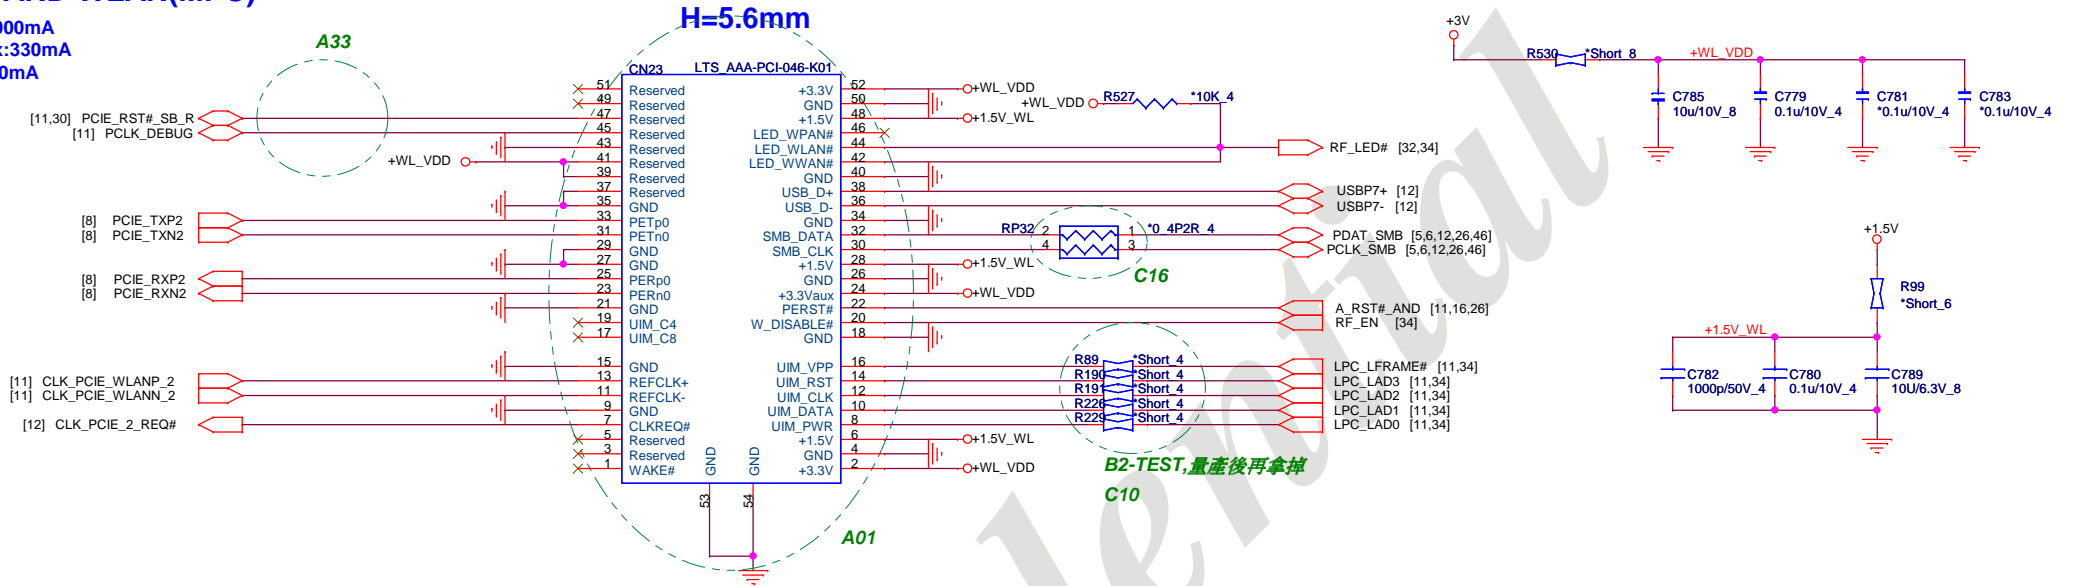 H=5.6mm
000mA
x:330mA
0mA
A33
CN23 LTS_AAA-PCI-046-K01
51 Reserved +3.3V 52 +WL_VDD
49 Reserved GND 50
[11,30] PCIE_RST#_SB_R 47 Reserved +1.5V 48 +1.5V_WL
[11] PCLK_DEBUG 45 Reserved LED_WPAN# 46
43 Reserved LED_WLAN# 44 RF_LED# [32,34]
+WL_VDD 41 Reserved LED_WWAN# 42
39 Reserved GND 40
37 Reserved USB_D+ 38 USBP7+ [12]
35 GND USB_D- 36 USBP7- [12]
[8] PCIE_TXP2 33 PETp0 GND 34
[8] PCIE_TXN2 31 PETn0 SMB_DATA 32 RP32 2 1 *0_4P2R_4 PDAT_SMB [5,6,12,26,46]
29 GND SMB_CLK 30 4 3 PCLK_SMB [5,6,12,26,46]
27 GND +1.5V 28 +1.5V_WL
[8] PCIE_RXP2 25 PERp0 GND 26
C16
[8] PCIE_RXN2 23 PERn0 +3.3Vaux 24 +WL_VDD
21 GND PERST# 22 A_RST#_AND [11,16,26]
19 UIM_C4 W_DISABLE# 20 RF_EN [34]
17 UIM_C8 GND 18
15 GND UIM_VPP 16 R89 *Short_4 LPC_LFRAME# [11,34]
[11] CLK_PCIE_WLANP_2 13 REFCLK+ UIM_RST 14 R190 *Short_4 LPC_LAD3 [11,34]
[11] CLK_PCIE_WLANN_2 11 REFCLK- UIM_CLK 12 R191 *Short_4 LPC_LAD2 [11,34]
9 GND UIM_DATA 10 R226 *Short_4 LPC_LAD1 [11,34]
[12] CLK_PCIE_2_REQ# 7 CLKREQ# UIM_PWR 8 R229 *Short_4 LPC_LAD0 [11,34]
5 Reserved +1.5V 6 +1.5V_WL
3 Reserved GND 4
1 WAKE# +3.3V 2 +WL_VDD
GND GND
53 54
B2-TEST,量產後再拿掉
C10
A01
+WL_VDD R527 *10K_4
+3V
R530 *Short_8 +WL_VDD
C785 C779 C781 C783
10u/10V_8 0.1u/10V_4 *0.1u/10V_4 *0.1u/10V_4
+1.5V
R99
*Short_6
+1.5V_WL
C782 C780 C789
1000p/50V_4 0.1u/10V_4 10U/6.3V_8